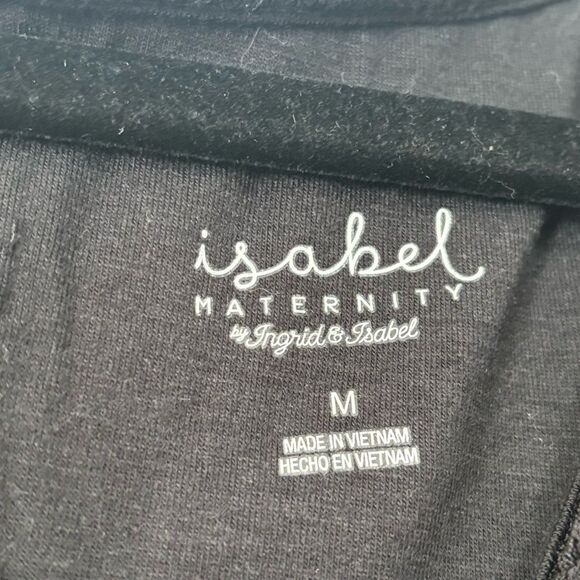 isabel
MATERNITY
by Ingrid & Isabel
M
MADE IN VIETNAM
HECHO EN VIETNAM